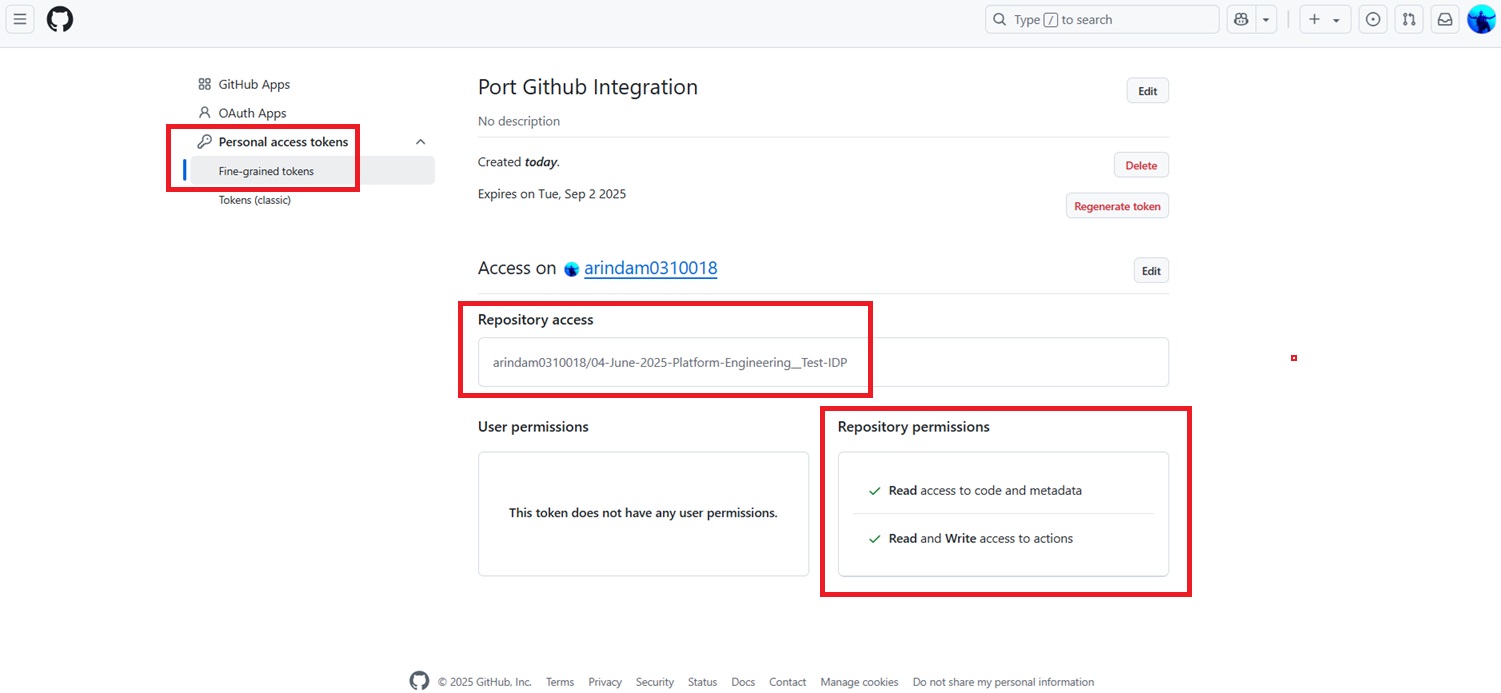 Type / to search
GitHub Apps
OAuth Apps
Personal access tokens
Fine-grained tokens
Tokens (classic)
Port Github Integration
Edit
No description
Created today.
Delete
Expires on Tue, Sep 2 2025
Regenerate token
Access on arindam0310018
Edit
Repository access
arindam0310018/04-June-2025-Platform-Engineering__Test-IDP
User permissions
This token does not have any user permissions.
Repository permissions
Read access to code and metadata
Read and Write access to actions
© 2025 GitHub, Inc. Terms Privacy Security Status Docs Contact Manage cookies Do not share my personal information